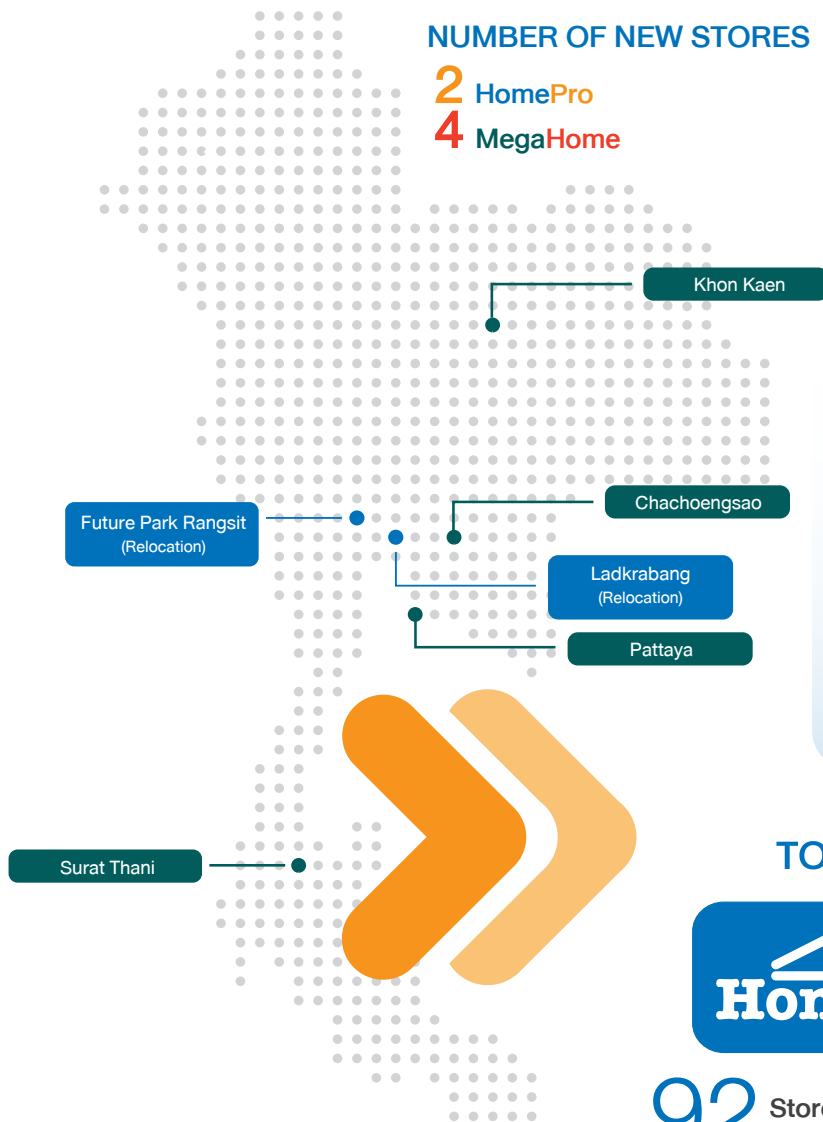 NUMBER OF NEW STORES
2 HomePro
4 MegaHome
Khon Kaen
Chachoengsao
Future Park Rangsit
(Relocation)
Ladkrabang
(Relocation)
Pattaya
Surat Thani
92